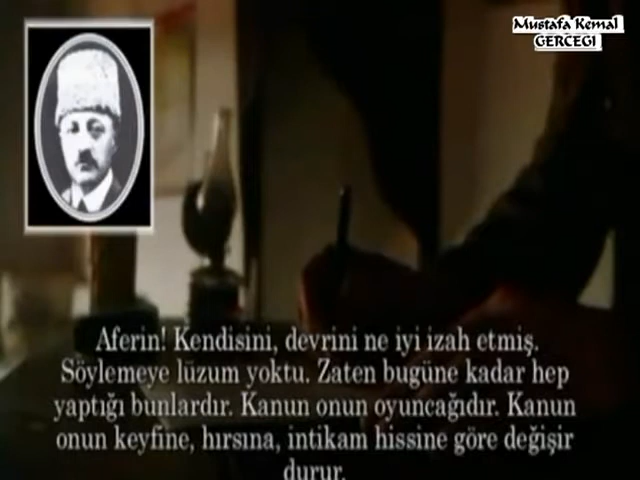 Mustafa Kemal
GERCEGI
Aferin! Kendisini, devrini ne iyi izah etmiş.
Söylemeye lüzum yoktu. Zaten bugüne kadar hep
yaptığı bunlardır. Kanun onun oyuncağıdır. Kanun
onun keyfine, hırsına, intikam hissine göre değişir
durur.